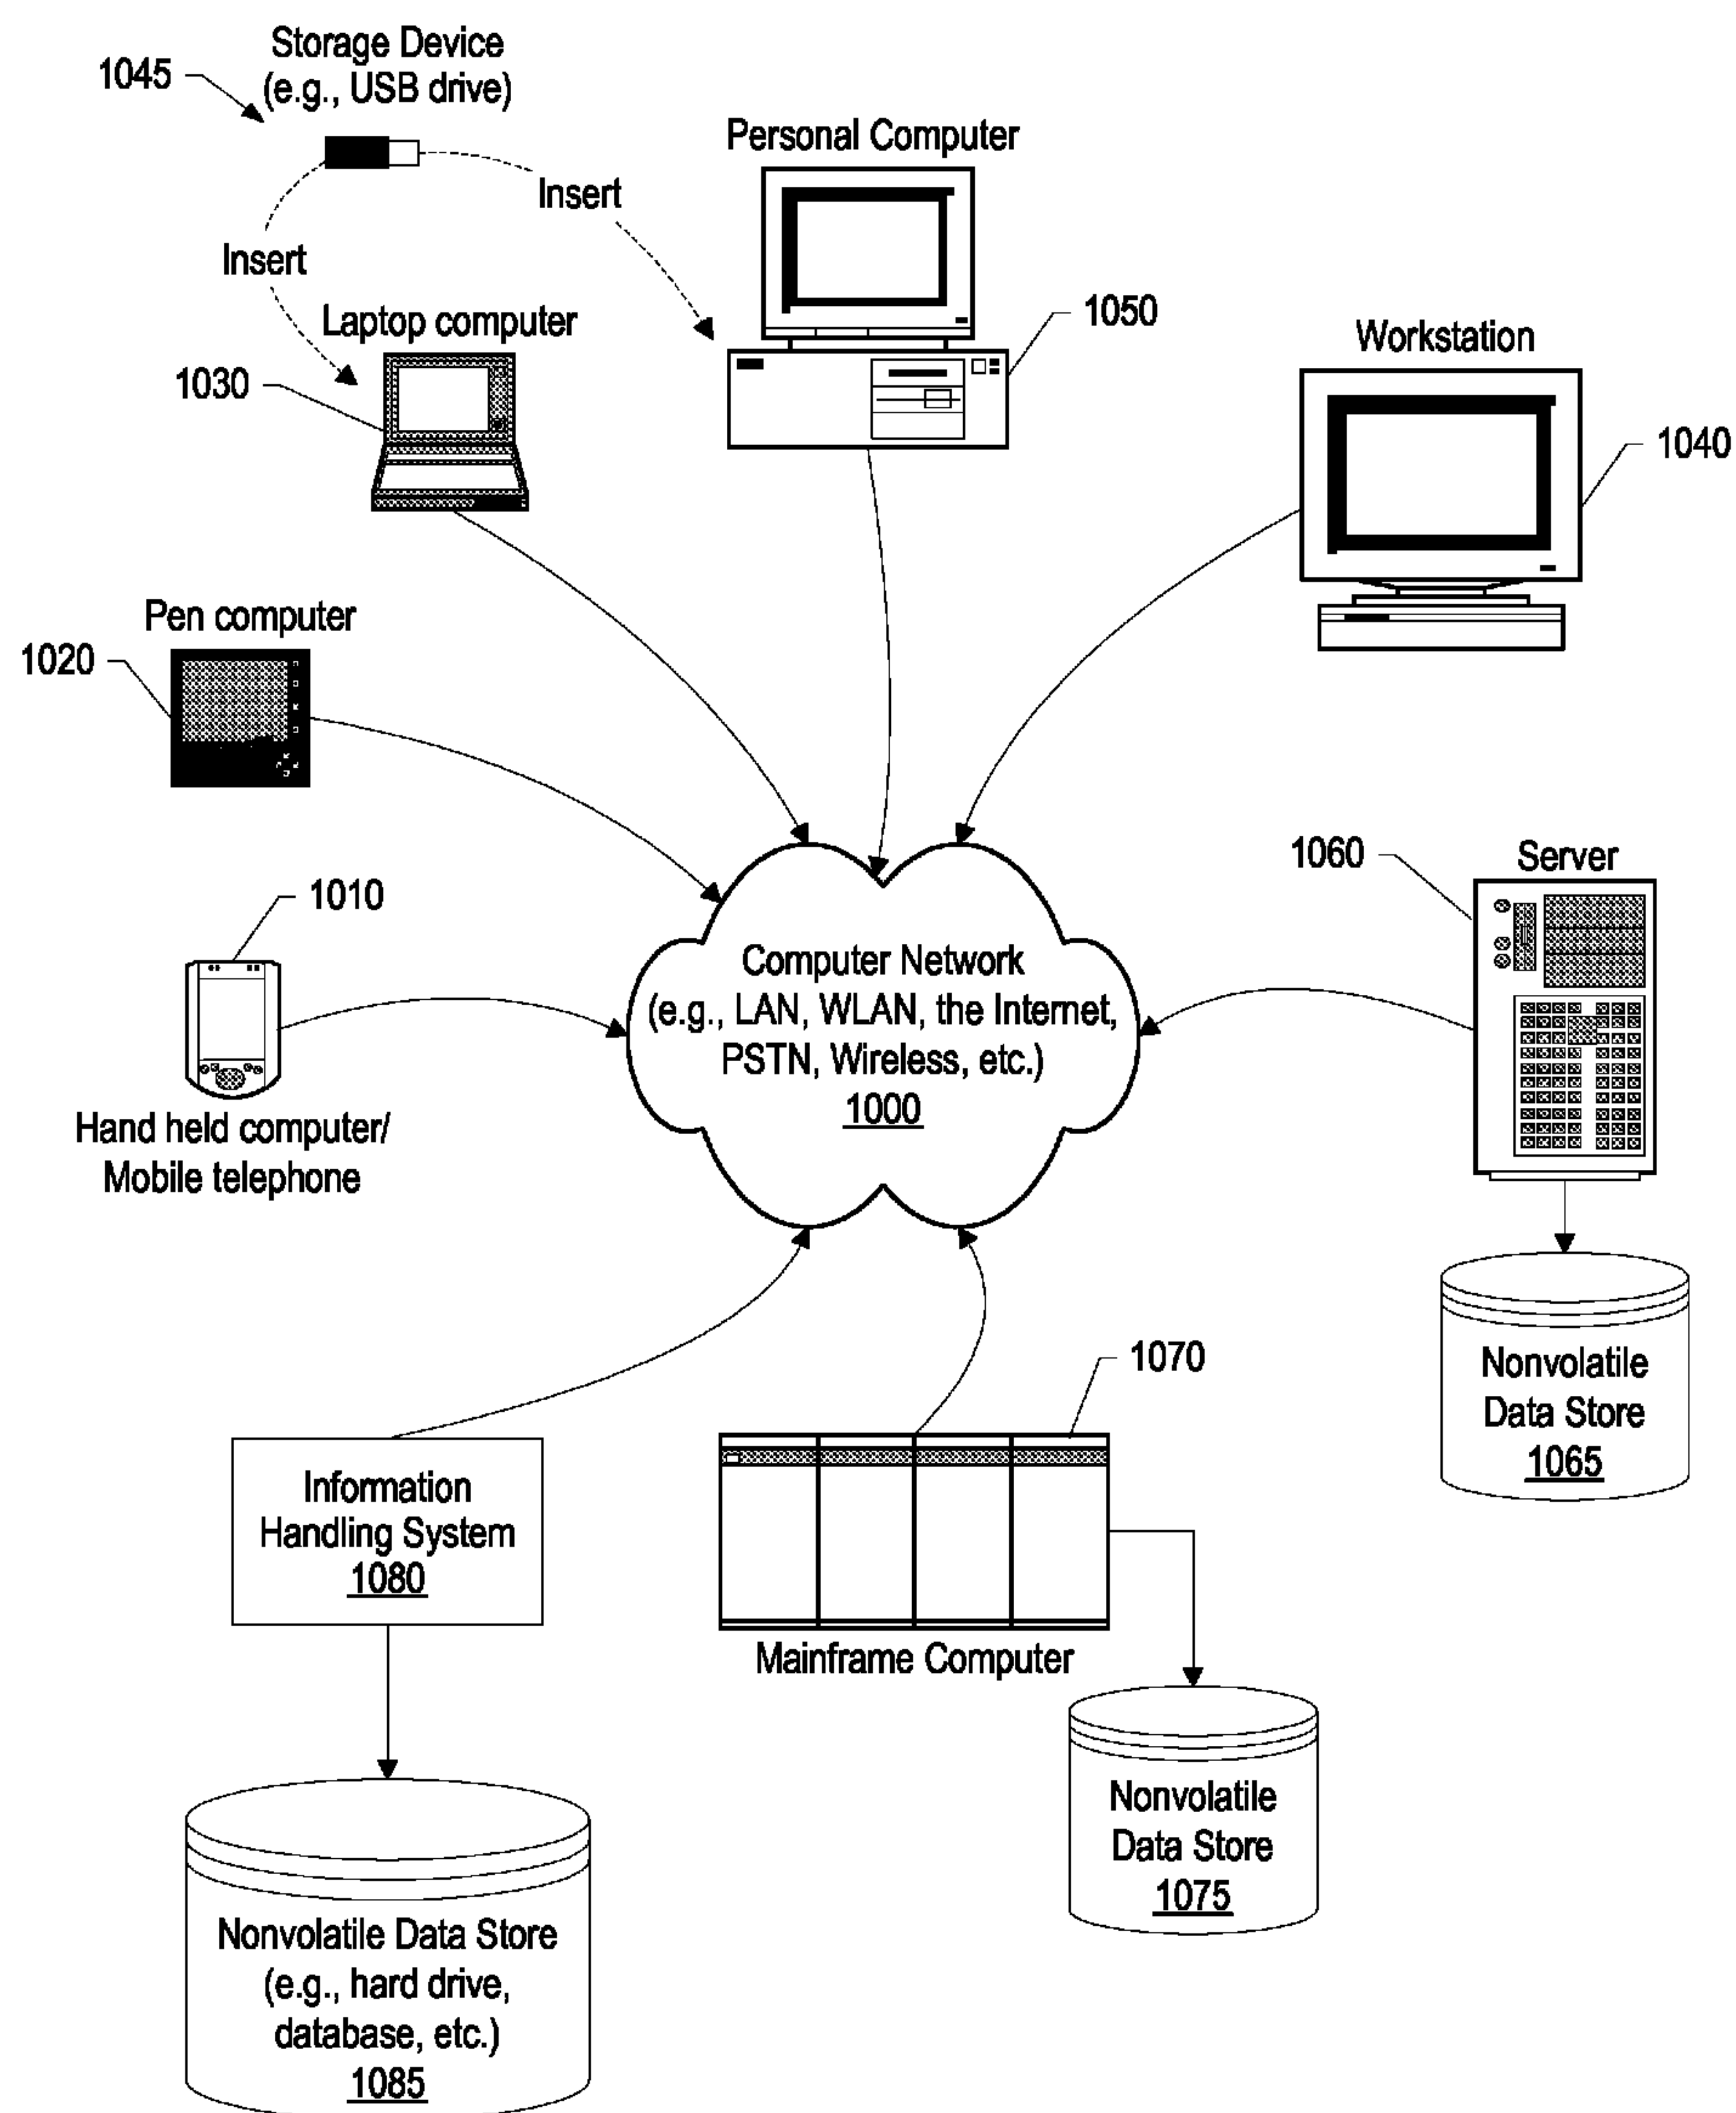 Storage Device
(e.g., USB drive)
1045
Personal Computer
Insert
Insert
Laptop computer
1050
Workstation
1030
1040
Pen computer
1020
1060
Server
1010
Computer Network
(e.g., LAN, WLAN, the Internet,
PSTN, Wireless, etc.)
1000
Hand held computer/
Mobile telephone
1070
Nonvolatile
Data Store
1065
Information
Handling System
1080
Mainframe Computer
Nonvolatile
Data Store
1075
Nonvolatile Data Store
(e.g., hard drive,
database, etc.)
1085